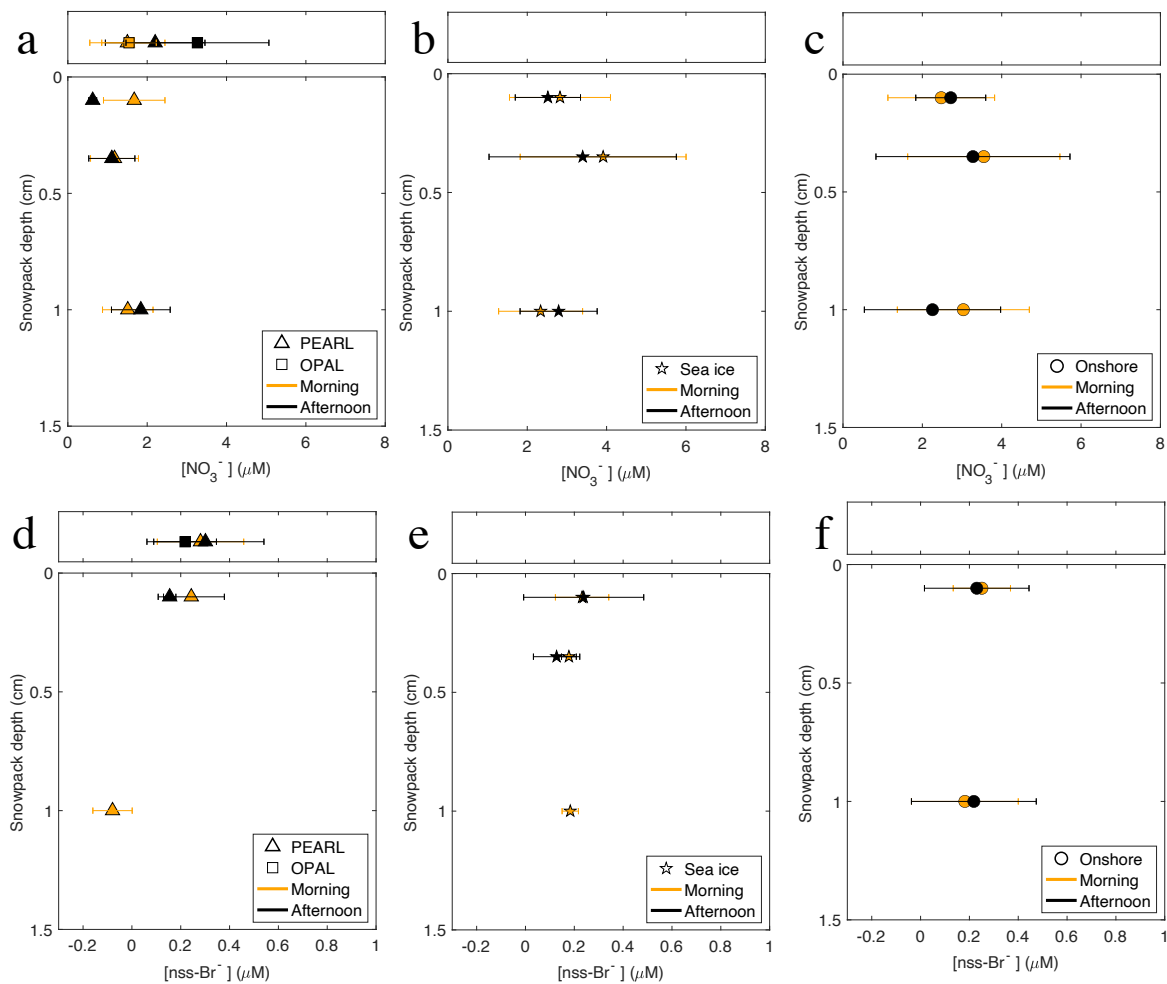 a
0
0.5
1
1.5
Snowpack depth (cm)
PEARL
OPAL
Morning
Afternoon
0 2 4 6 8
[NO3- ] (μM)
b
0
0.5
1
1.5
Snowpack depth (cm)
Sea ice
Morning
Afternoon
0 2 4 6 8
[NO3- ] (μM)
c
0
0.5
1
1.5
Snowpack depth (cm)
Onshore
Morning
Afternoon
0 2 4 6 8
[NO3- ] (μM)
d
0
0.5
1
1.5
Snowpack depth (cm)
PEARL
OPAL
Morning
Afternoon
-0.2 0 0.2 0.4 0.6 0.8 1
[nss-Br- ] (μM)
e
0
0.5
1
1.5
Snowpack depth (cm)
Sea ice
Morning
Afternoon
-0.2 0 0.2 0.4 0.6 0.8 1
[nss-Br- ] (μM)
f
0
0.5
1
1.5
Snowpack depth (cm)
Onshore
Morning
Afternoon
-0.2 0 0.2 0.4 0.6 0.8 1
[nss-Br- ] (μM)